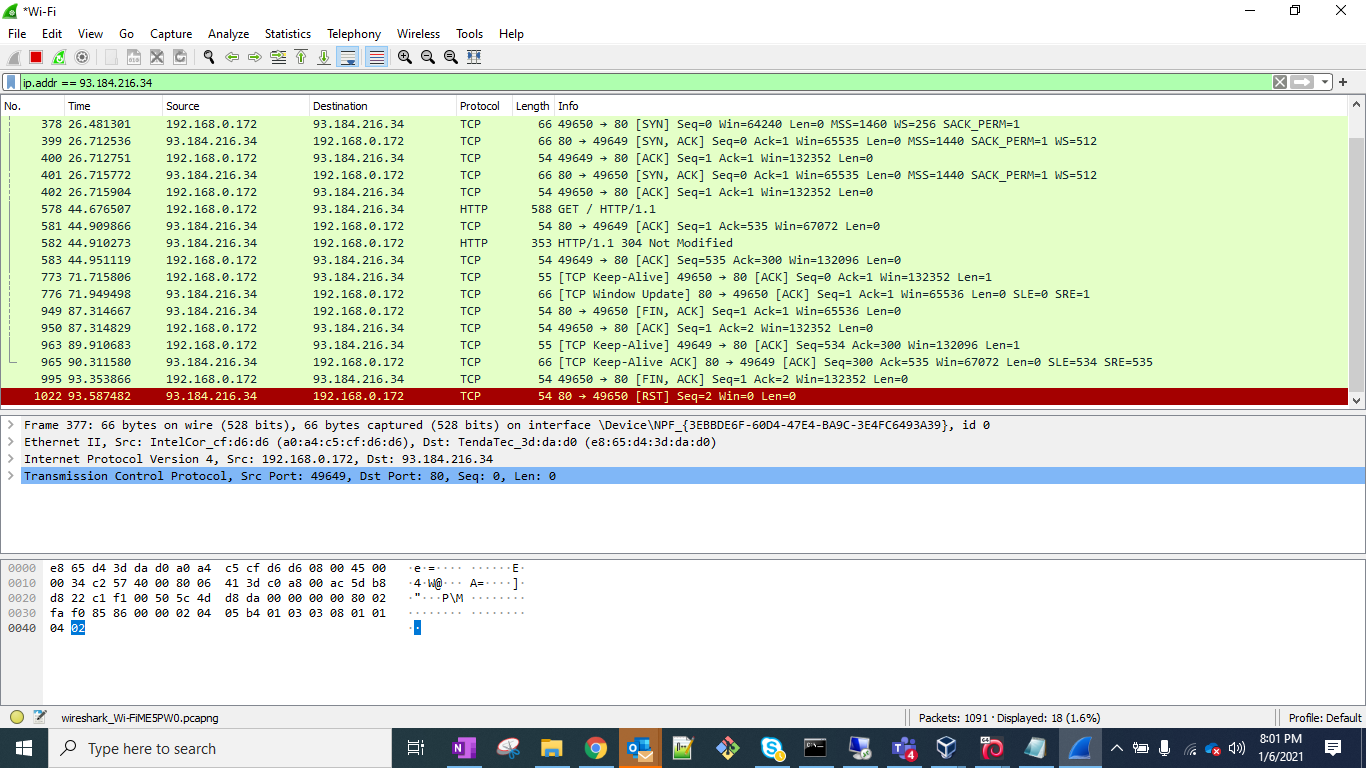 *Wi-Fi
File Edit View Go Capture Analyze Statistics Telephony Wireless Tools Help
ip.addr == 93.184.216.34
No. Time Source Destination Protocol Length Info
378 26.481301 192.168.0.172 93.184.216.34 TCP 66 49650 → 80 [SYN] Seq=0 Win=64240 Len=0 MSS=1460 WS=256 SACK_PERM=1
399 26.712536 93.184.216.34 192.168.0.172 TCP 66 80 → 49649 [SYN, ACK] Seq=0 Ack=1 Win=65535 Len=0 MSS=1440 SACK_PERM=1 WS=512
400 26.712751 192.168.0.172 93.184.216.34 TCP 54 49649 → 80 [ACK] Seq=1 Ack=1 Win=132352 Len=0
401 26.715772 93.184.216.34 192.168.0.172 TCP 66 80 → 49650 [SYN, ACK] Seq=0 Ack=1 Win=65535 Len=0 MSS=1440 SACK_PERM=1 WS=512
402 26.715904 192.168.0.172 93.184.216.34 TCP 54 49650 → 80 [ACK] Seq=1 Ack=1 Win=132352 Len=0
578 44.676507 192.168.0.172 93.184.216.34 HTTP 588 GET / HTTP/1.1
581 44.909866 93.184.216.34 192.168.0.172 TCP 54 80 → 49649 [ACK] Seq=1 Ack=535 Win=67072 Len=0
582 44.910273 93.184.216.34 192.168.0.172 HTTP 353 HTTP/1.1 304 Not Modified
583 44.951119 192.168.0.172 93.184.216.34 TCP 54 49649 → 80 [ACK] Seq=535 Ack=300 Win=132096 Len=0
773 71.715806 192.168.0.172 93.184.216.34 TCP 55 [TCP Keep-Alive] 49650 → 80 [ACK] Seq=0 Ack=1 Win=132352 Len=1
776 71.949498 93.184.216.34 192.168.0.172 TCP 66 [TCP Window Update] 80 → 49650 [ACK] Seq=1 Ack=1 Win=65536 Len=0 SLE=0 SRE=1
949 87.314667 93.184.216.34 192.168.0.172 TCP 54 80 → 49650 [FIN, ACK] Seq=1 Ack=1 Win=65536 Len=0
950 87.314829 192.168.0.172 93.184.216.34 TCP 54 49650 → 80 [ACK] Seq=1 Ack=2 Win=132352 Len=0
963 89.910683 192.168.0.172 93.184.216.34 TCP 55 [TCP Keep-Alive] 49649 → 80 [ACK] Seq=534 Ack=300 Win=132096 Len=1
965 90.311580 93.184.216.34 192.168.0.172 TCP 66 [TCP Keep-Alive ACK] 80 → 49649 [ACK] Seq=300 Ack=535 Win=67072 Len=0 SLE=534 SRE=535
995 93.353866 192.168.0.172 93.184.216.34 TCP 54 49650 → 80 [FIN, ACK] Seq=1 Ack=2 Win=132352 Len=0
1022 93.587482 93.184.216.34 192.168.0.172 TCP 54 80 → 49650 [RST] Seq=2 Win=0 Len=0
Frame 377: 66 bytes on wire (528 bits), 66 bytes captured (528 bits) on interface \Device\NPF_{3EBBDE6F-60D4-47E4-BA9C-3E4FC6493A39}, id 0
Ethernet II, Src: IntelCor_cf:d6:d6 (a0:a4:c5:cf:d6:d6), Dst: TendaTec_3d:da:d0 (e8:65:d4:3d:da:d0)
Internet Protocol Version 4, Src: 192.168.0.172, Dst: 93.184.216.34
Transmission Control Protocol, Src Port: 49649, Dst Port: 80, Seq: 0, Len: 0
0000 e8 65 d4 3d da d0 a0 a4 c5 cf d6 d6 08 00 45 00 ·e·=···· ······E·
0010 00 34 c2 57 40 00 80 06 41 3d c0 a8 00 ac 5d b8 ·4·W@··· A=····]·
0020 d8 22 c1 f1 00 50 5c 4d d8 da 00 00 00 00 80 02 ·"···P\M ········
0030 fa f0 85 86 00 00 02 04 05 b4 01 03 03 08 01 01 ········ ········
0040 04 02 ··
wireshark_Wi-FiME5PW0.pcapng
Packets: 1091 · Displayed: 18 (1.6%)
Profile: Default
Type here to search
8:01 PM
1/6/2021